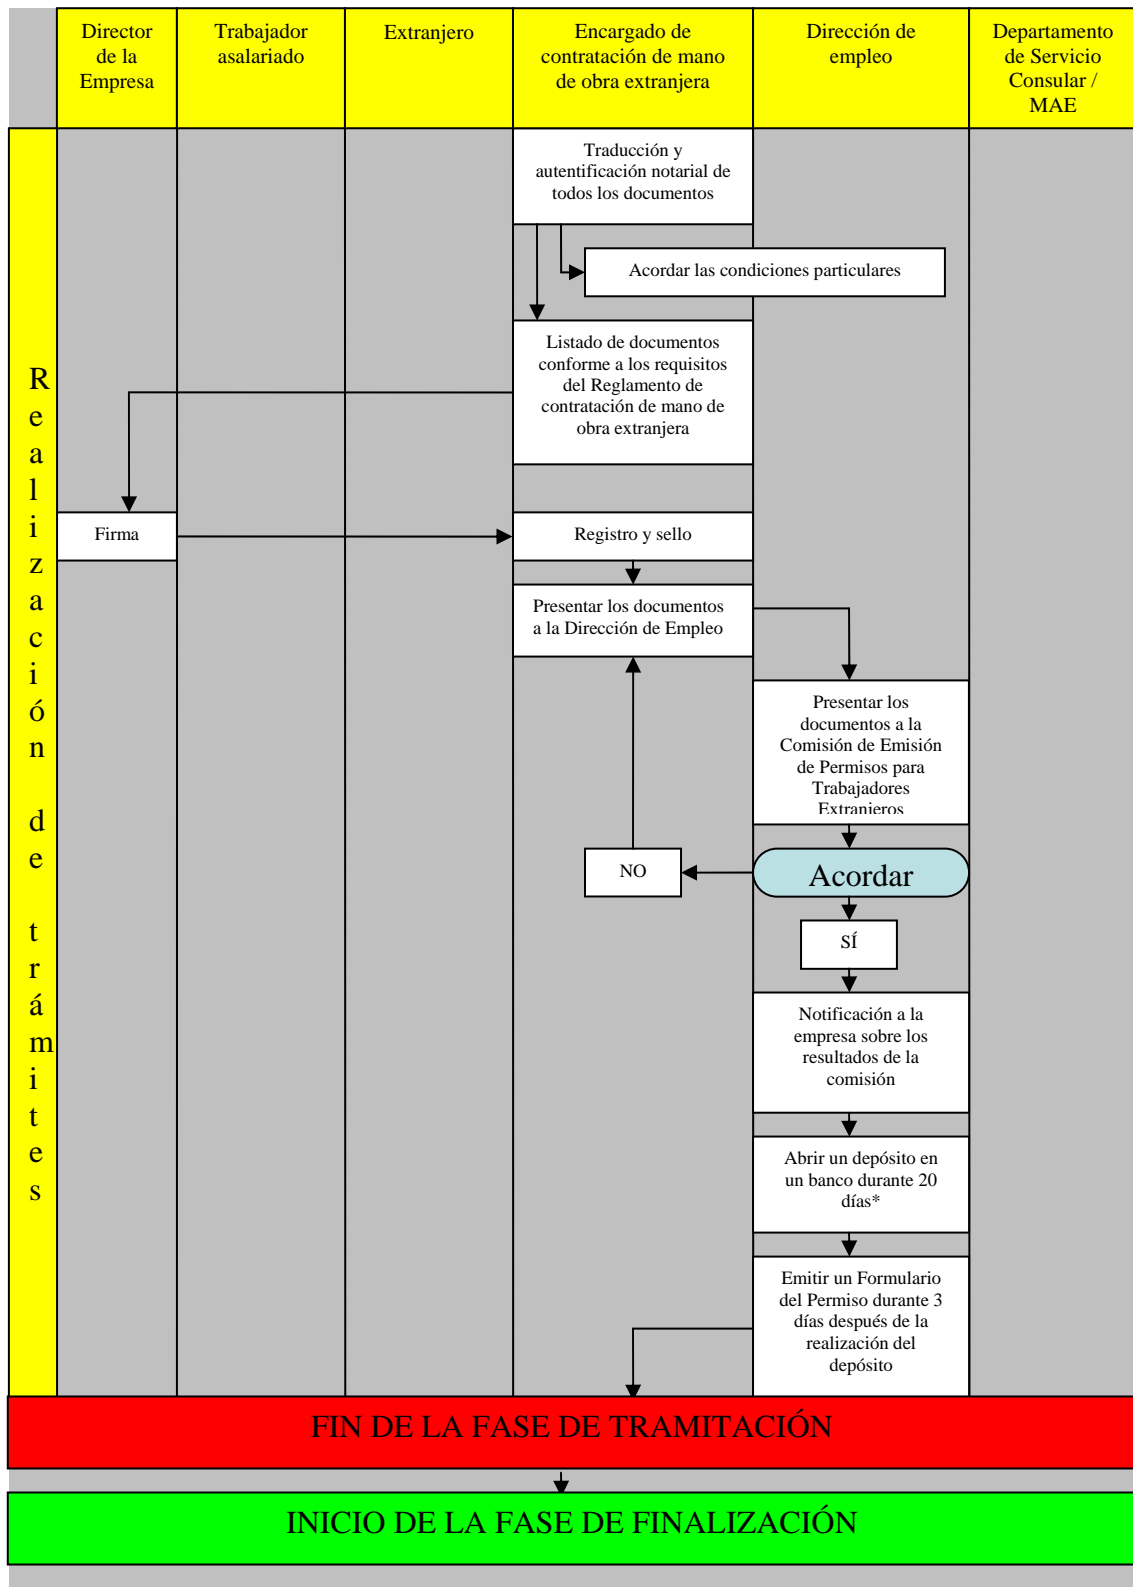 Director
de la
Empresa
Trabajador
asalariado
Extranjero
Encargado de
contratación de mano
de obra extranjera
Dirección de
empleo
Departamento
de Servicio
Consular /
MAE
Realización de trámites
Traducción y
autentificación notarial de
todos los documentos
Acordar las condiciones particulares
Listado de documentos
conforme a los requisitos
del Reglamento de
contratación de mano de
obra extranjera
Firma
Registro y sello
Presentar los documentos
a la Dirección de Empleo
Presentar los
documentos a la
Comisión de Emisión
de Permisos para
Trabajadores
Extranjeros
NO
Acordar
SÍ
Notificación a la
empresa sobre los
resultados de la
comisión
Abrir un depósito en
un banco durante 20
días*
Emitir un Formulario
del Permiso durante 3
días después de la
realización del
depósito
FIN DE LA FASE DE TRAMITACIÓN
INICIO DE LA FASE DE FINALIZACIÓN